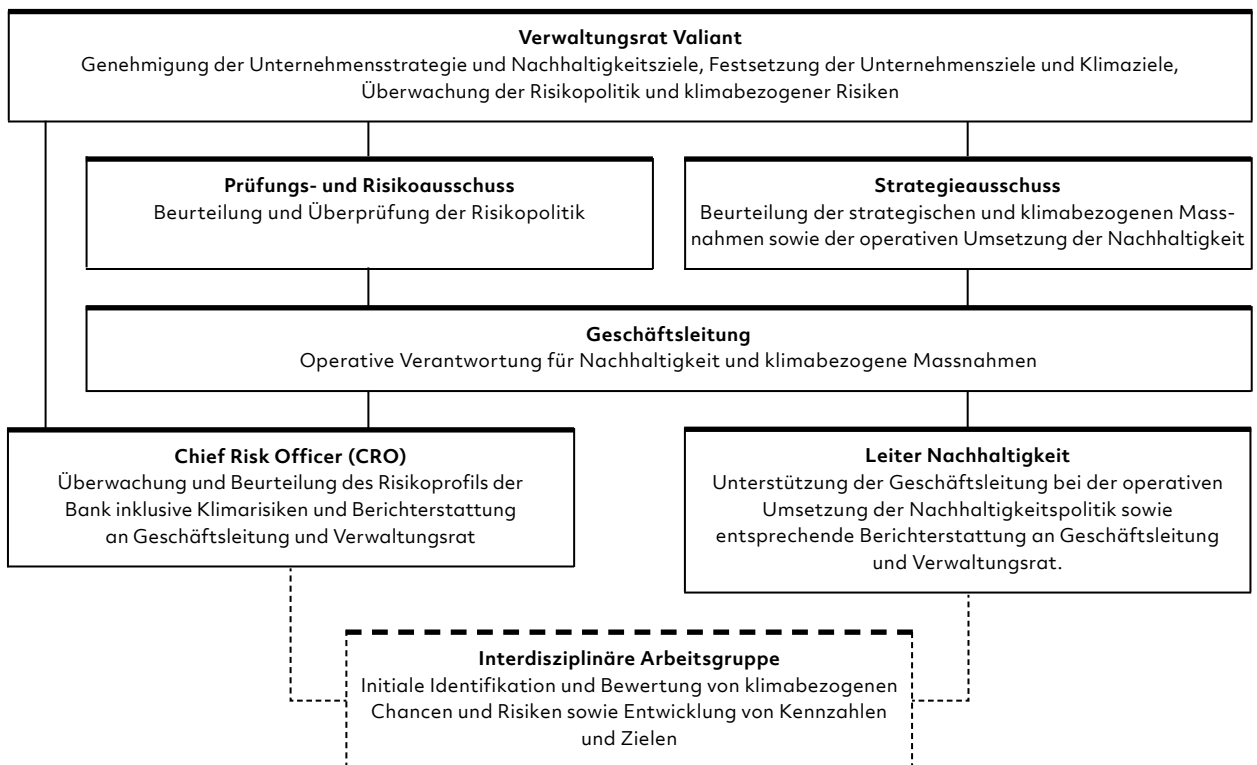 Verwaltungsrat Valiant
Genehmigung der Unternehmensstrategie und Nachhaltigkeitsziele, Festsetzung der Unternehmensziele und Klimaziele,
Überwachung der Risikopolitik und klimabezogener Risiken
Prüfungs- und Risikoausschuss
Beurteilung und Überprüfung der Risikopolitik
Strategieausschuss
Beurteilung der strategischen und klimabezogenen Mass-
nahmen sowie der operativen Umsetzung der Nachhaltigkeit
Geschäftsleitung
Operative Verantwortung für Nachhaltigkeit und klimabezogene Massnahmen
Chief Risk Officer (CRO)
Überwachung und Beurteilung des Risikoprofils der
Bank inklusive Klimarisiken und Berichterstattung
an Geschäftsleitung und Verwaltungsrat
Leiter Nachhaltigkeit
Unterstützung der Geschäftsleitung bei der operativen
Umsetzung der Nachhaltigkeitspolitik sowie
entsprechende Berichterstattung an Geschäftsleitung
und Verwaltungsrat.
Interdisziplinäre Arbeitsgruppe
Initiale Identifikation und Bewertung von klimabezogenen
Chancen und Risiken sowie Entwicklung von Kennzahlen
und Zielen